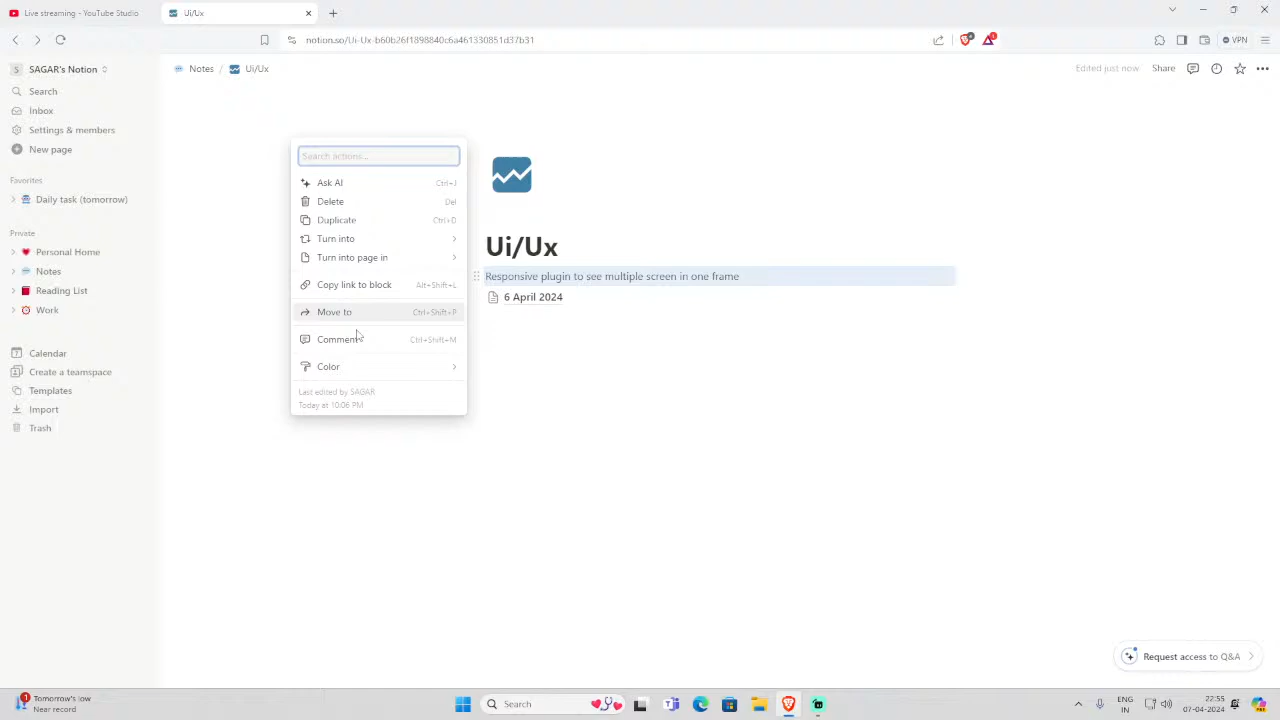 Live streaming - YouTube Studio
Ui/Ux
notion.so/Ui-Ux-b60b26f1898840c6a461330851d37b31
VPN
S SAGAR's Notion
Notes / Ui/Ux
Edited just now
Share
Search
Inbox
Settings & members
New page
Favorites
Daily task (tomorrow)
Private
Personal Home
Notes
Reading List
Work
Calendar
Create a teamspace
Templates
Import
Trash
Search actions...
Ask AI Ctrl+J
Delete Del
Duplicate Ctrl+D
Turn into
Turn into page in
Copy link to block Alt+Shift+L
Move to Ctrl+Shift+P
Comment Ctrl+Shift+M
Color
Last edited by SAGAR
Today at 10:06 PM
Ui/Ux
Responsive plugin to see multiple screen in one frame
6 April 2024
Request access to Q&A
1
Tomorrow's low
Near record
Search
ENG
IN
22:55
07-04-2024